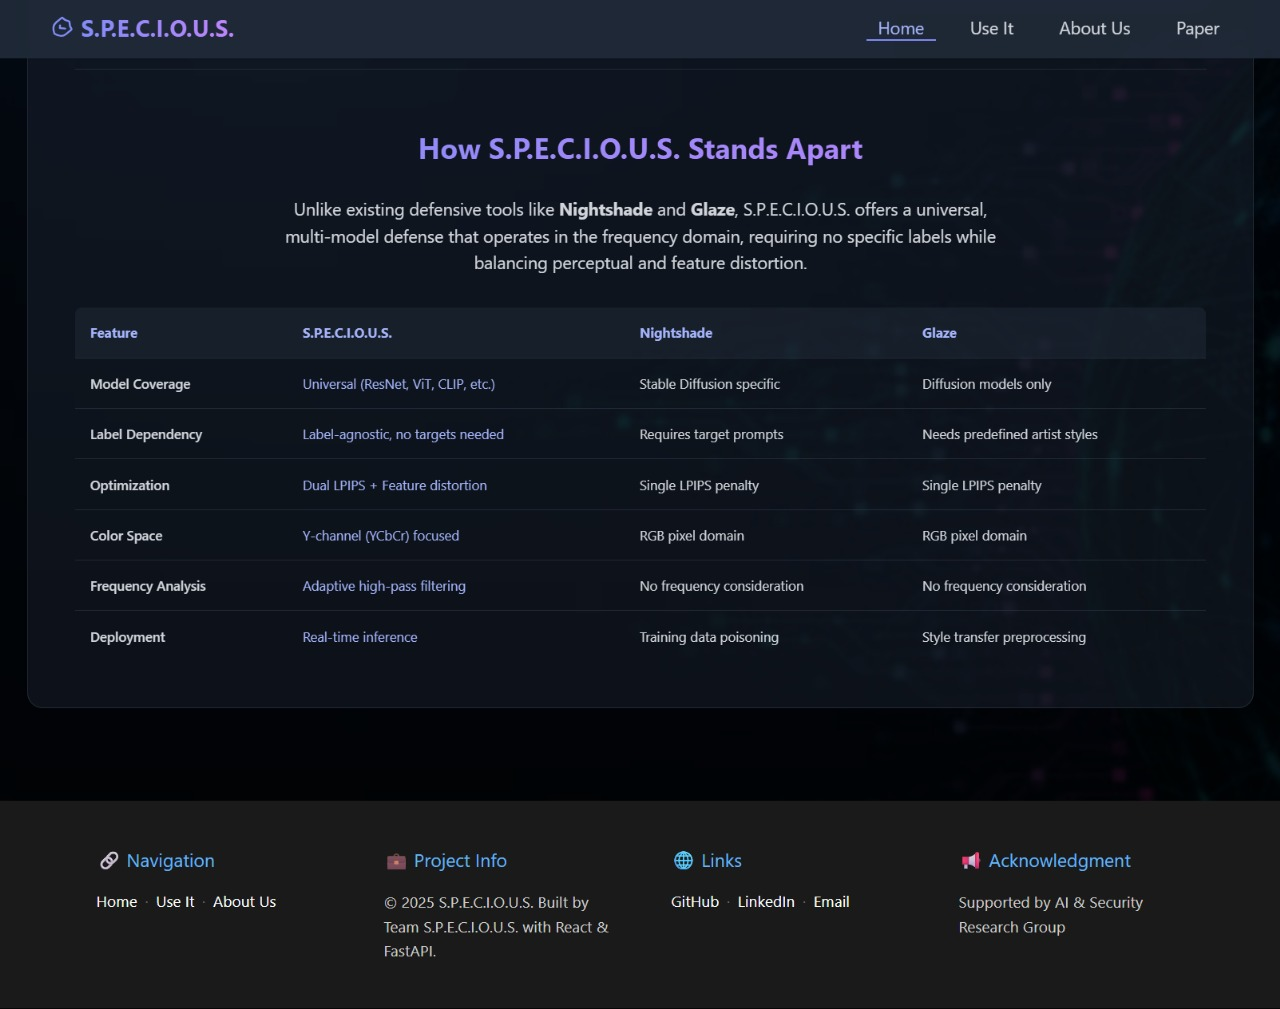 S.P.E.C.I.O.U.S.
Home Use It About Us Paper
How S.P.E.C.I.O.U.S. Stands Apart
Unlike existing defensive tools like Nightshade and Glaze, S.P.E.C.I.O.U.S. offers a universal,
multi-model defense that operates in the frequency domain, requiring no specific labels while
balancing perceptual and feature distortion.
Feature S.P.E.C.I.O.U.S. Nightshade Glaze
Model Coverage Universal (ResNet, ViT, CLIP, etc.) Stable Diffusion specific Diffusion models only
Label Dependency Label-agnostic, no targets needed Requires target prompts Needs predefined artist styles
Optimization Dual LPIPS + Feature distortion Single LPIPS penalty Single LPIPS penalty
Color Space Y-channel (YCbCr) focused RGB pixel domain RGB pixel domain
Frequency Analysis Adaptive high-pass filtering No frequency consideration No frequency consideration
Deployment Real-time inference Training data poisoning Style transfer preprocessing
🔗 Navigation
Home · Use It · About Us
💼 Project Info
© 2025 S.P.E.C.I.O.U.S. Built by
Team S.P.E.C.I.O.U.S. with React &
FastAPI.
🌐 Links
GitHub · LinkedIn · Email
📢 Acknowledgment
Supported by AI & Security
Research Group